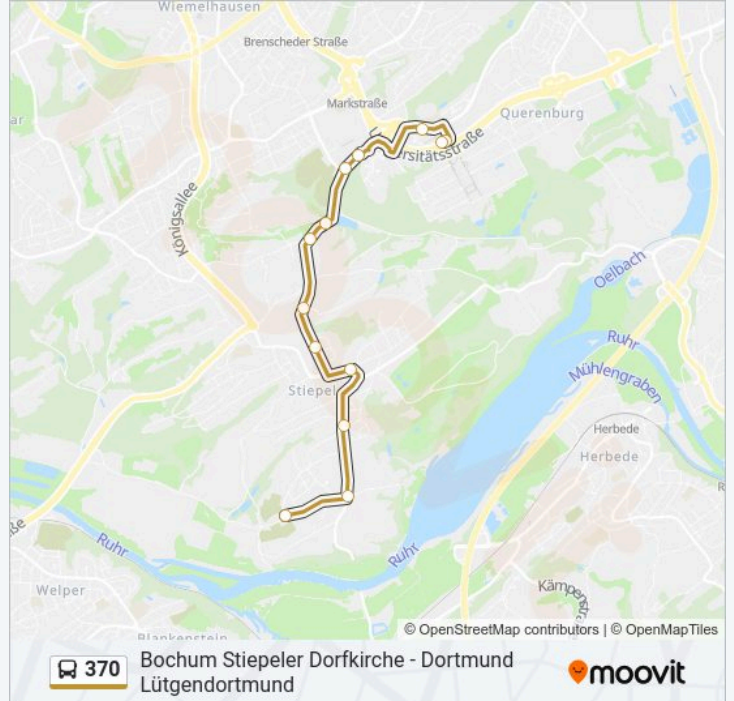 Wiemelhausen
Brenscheder Straße
Markstraße
Querenburg
rsitätsstraße
Königsallee
Oelbach
Ruhr
Mühlengraben
Stiepel
Herbede
Herbede
Ruhr
Ruhr
Welper
Blankenstein
© OpenStreetMap contributors | © OpenMapTiles
370
Bochum Stiepeler Dorfkirche - Dortmund
Lütgendortmund
moovit